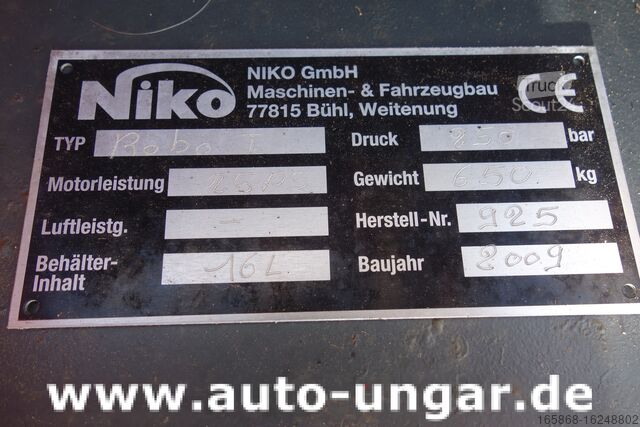 Niko
NIKO GmbH
Maschinen- & Fahrzeugbau
77815 Bühl, Weitenung
CE
TYP Robo I Druck 250 bar
Motorleistung 25PS Gewicht 650 kg
Luftleistg. - Herstell-Nr. 925
Behälter-
Inhalt 16L Baujahr 2009
www.auto-ungar.de
165868-16248802